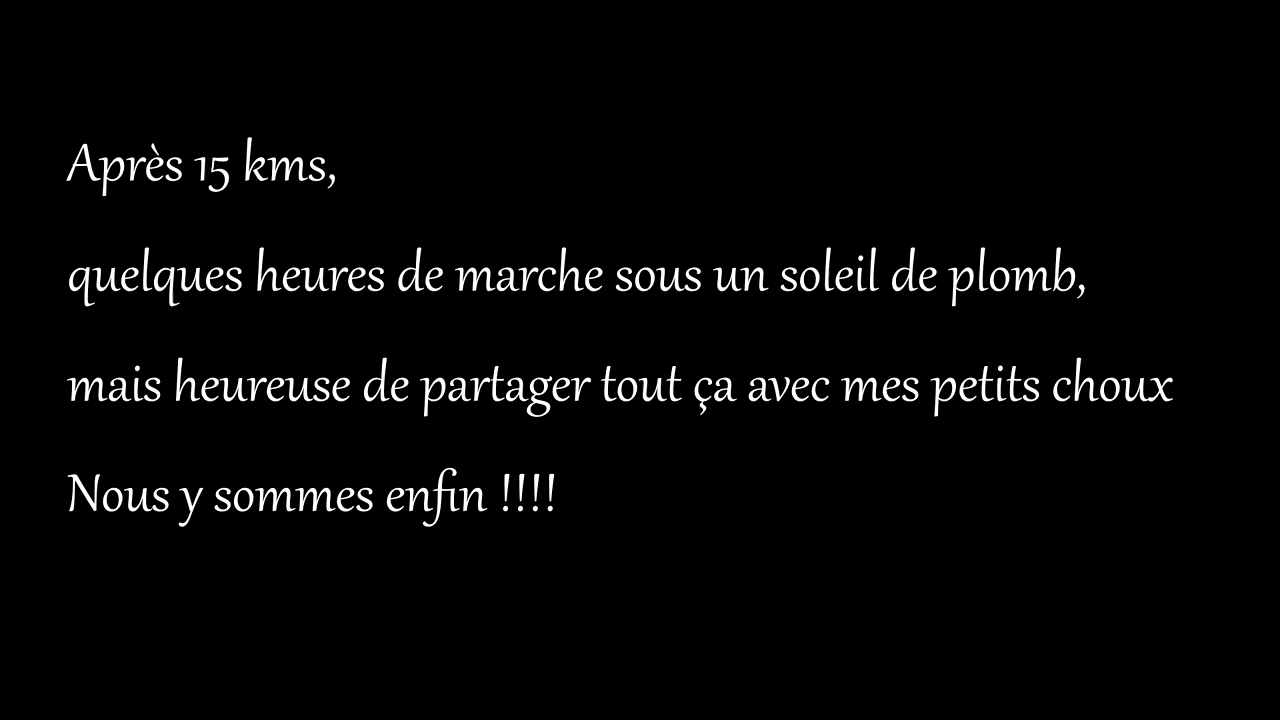 Après 15 kms,
quelques heures de marche sous un soleil de plomb,
mais heureuse de partager tout ça avec mes petits choux
Nous y sommes enfin !!!!